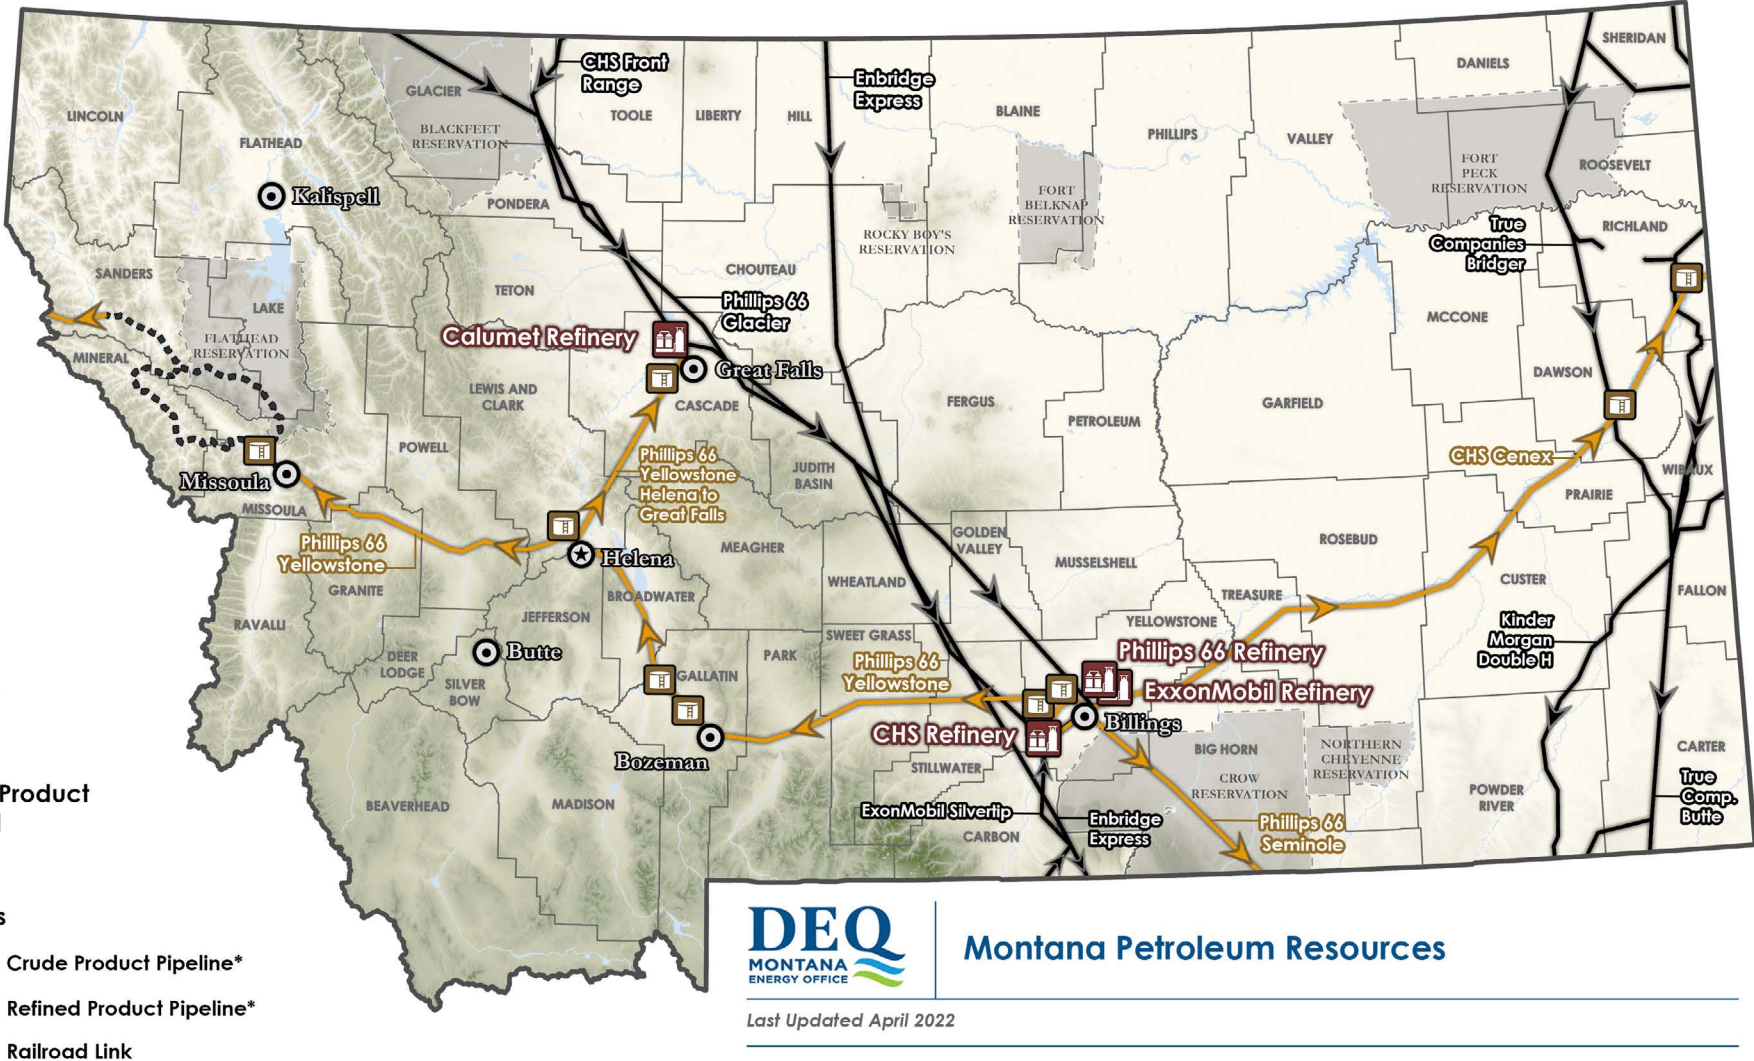 SHERIDAN
DANIELS
CHS Front
Range
Enbridge
Express
GLACIER
LINCOLN
TOOLE
LIBERTY
HILL
BLAINE
PHILLIPS
VALLEY
FLATHEAD
BLACKFEET
RESERVATION
FORT
PECK
RESERVATION
ROOSEVELT
Kalispell
PONDERA
FORT
BELKNAP
RESERVATION
ROCKY BOY'S
RESERVATION
True
Companies
Bridger
RICHLAND
SANDERS
CHOUTEAU
TETON
LAKE
Phillips 66
Glacier
MCCONE
FLATHEAD
RESERVATION
Calumet Refinery
MINERAL
Great Falls
DAWSON
LEWIS AND
CLARK
CASCADE
FERGUS
PETROLEUM
GARFIELD
POWELL
Phillips 66
Yellowstone
Helena to
Great Falls
JUDITH
BASIN
CHS Cenex
WIBAUX
Missoula
MISSOULA
PRAIRIE
Phillips 66
Yellowstone
Helena
MEAGHER
GOLDEN
VALLEY
MUSSELSHELL
ROSEBUD
WHEATLAND
CUSTER
GRANITE
BROADWATER
TREASURE
FALLON
RAVALLI
JEFFERSON
YELLOWSTONE
Kinder
Morgan
Double H
SWEET GRASS
Butte
DEER
LODGE
PARK
Phillips 66
Yellowstone
Phillips 66 Refinery
SILVER
BOW
GALLATIN
ExxonMobil Refinery
Billings
CHS Refinery
Bozeman
BIG HORN
CROW
RESERVATION
NORTHERN
CHEYENNE
RESERVATION
CARTER
STILLWATER
Product
BEAVERHEAD
MADISON
POWDER
RIVER
True
Comp.
Butte
ExonMobil Silvertip
Enbridge
Express
CARBON
Phillips 66
Seminole
s
Crude Product Pipeline*
Refined Product Pipeline*
Railroad Link
DEQ
MONTANA
ENERGY OFFICE
Montana Petroleum Resources
Last Updated April 2022